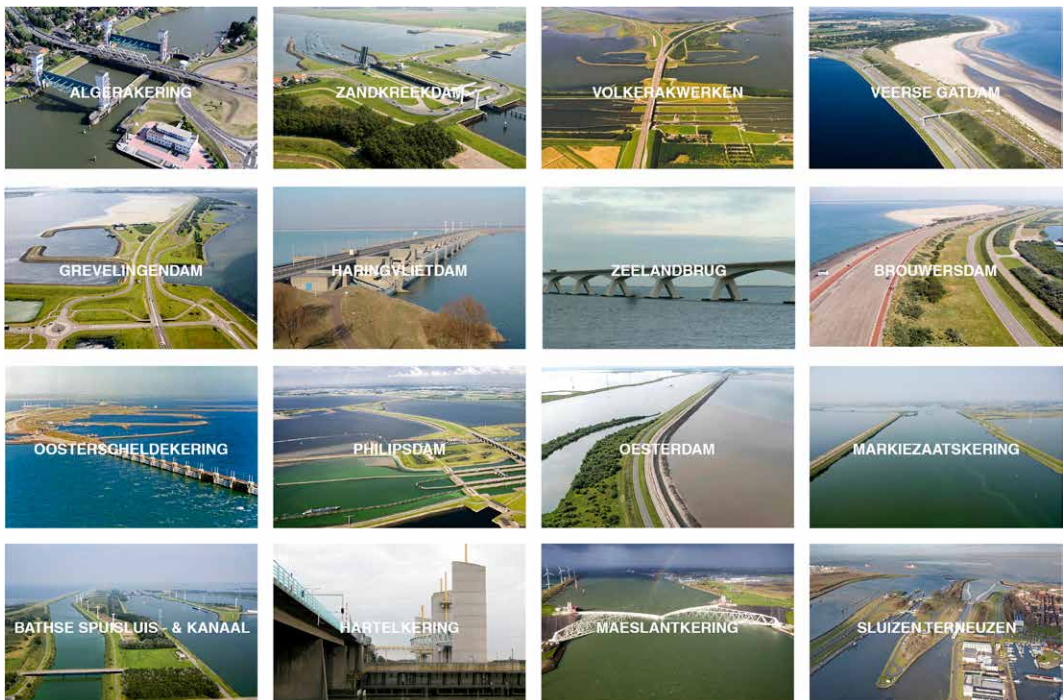 ALGERAKERING
ZANDKREEKDAM
VOLKERAKWERKEN
VEERSE GATDAM
GREVELINGENDAM
HARINGVLIETDAM
ZEELANDBRUG
BROUWERSDAM
OOSTERSCHELDEKERING
PHILIPSDAM
OESTERDAM
MARKIEZAATSKERING
BATHSE SPUISLUIS - & KANAAL
HARTELKERING
MAESLANTKERING
SLUIZEN TERNEUZEN